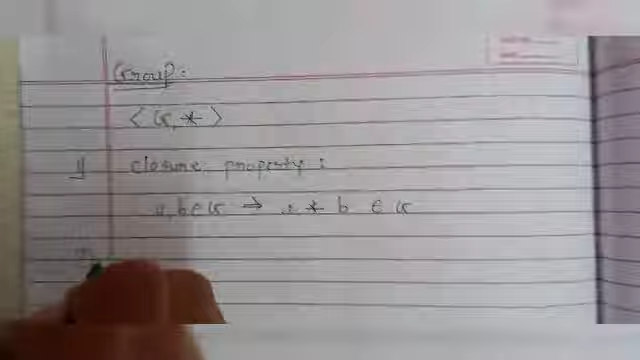 Group:
⟨G, *⟩
closure property:
a, b ∈ G → a * b ∈ G